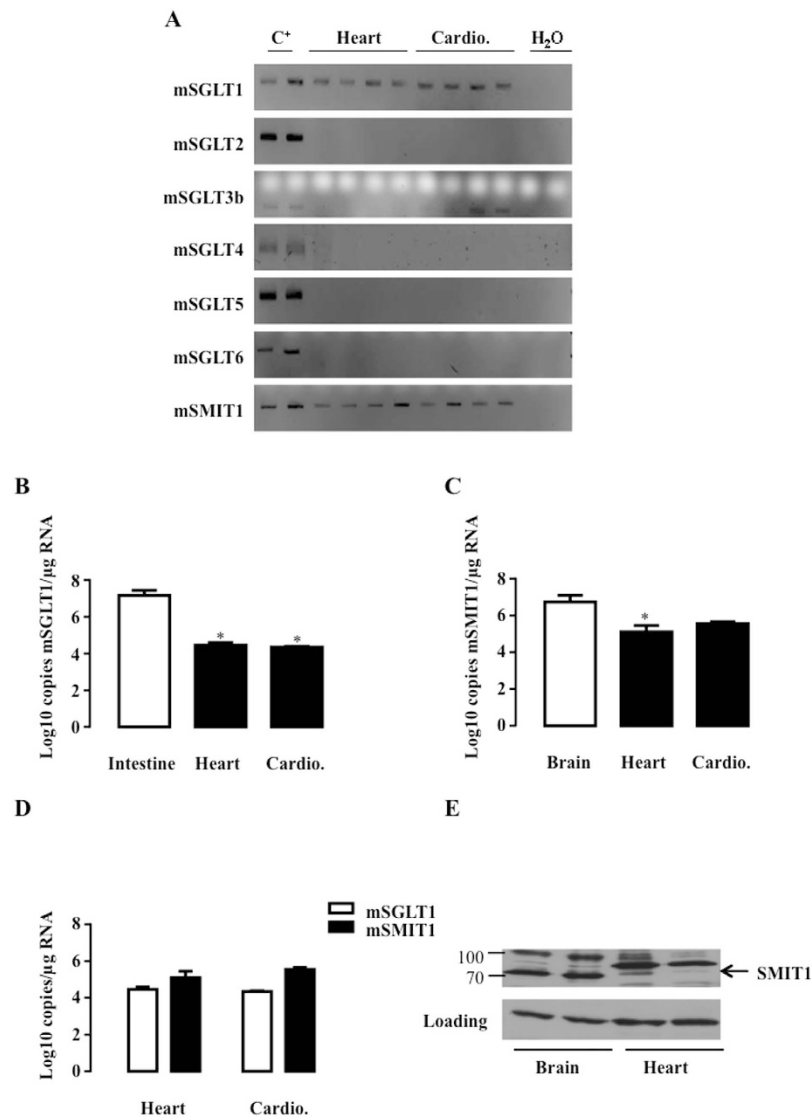 A
C+ Heart Cardio. H2O
mSGLT1
mSGLT2
mSGLT3b
mSGLT4
mSGLT5
mSGLT6
mSMIT1
B
Log10 copies mSGLT1/µg RNA
8
6
4
2
0
* *
Intestine Heart Cardio.
C
Log10 copies mSMIT1/µg RNA
8
6
4
2
0
*
Brain Heart Cardio.
D
mSGLT1
mSMIT1
Log10 copies/µg RNA
8
6
4
2
0
Heart Cardio.
E
100
70
SMIT1
Loading
Brain Heart